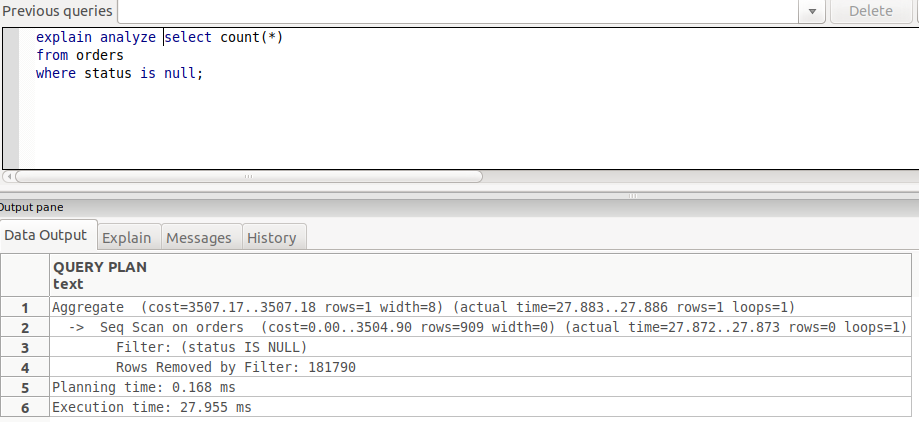 Previous queries
Delete
explain analyze select count(*)
from orders
where status is null;
Output pane
Data Output Explain Messages History
QUERY PLAN
text
1 Aggregate (cost=3507.17..3507.18 rows=1 width=8) (actual time=27.883..27.886 rows=1 loops=1)
2 -> Seq Scan on orders (cost=0.00..3504.90 rows=909 width=0) (actual time=27.872..27.873 rows=0 loops=1)
3 Filter: (status IS NULL)
4 Rows Removed by Filter: 181790
5 Planning time: 0.168 ms
6 Execution time: 27.955 ms